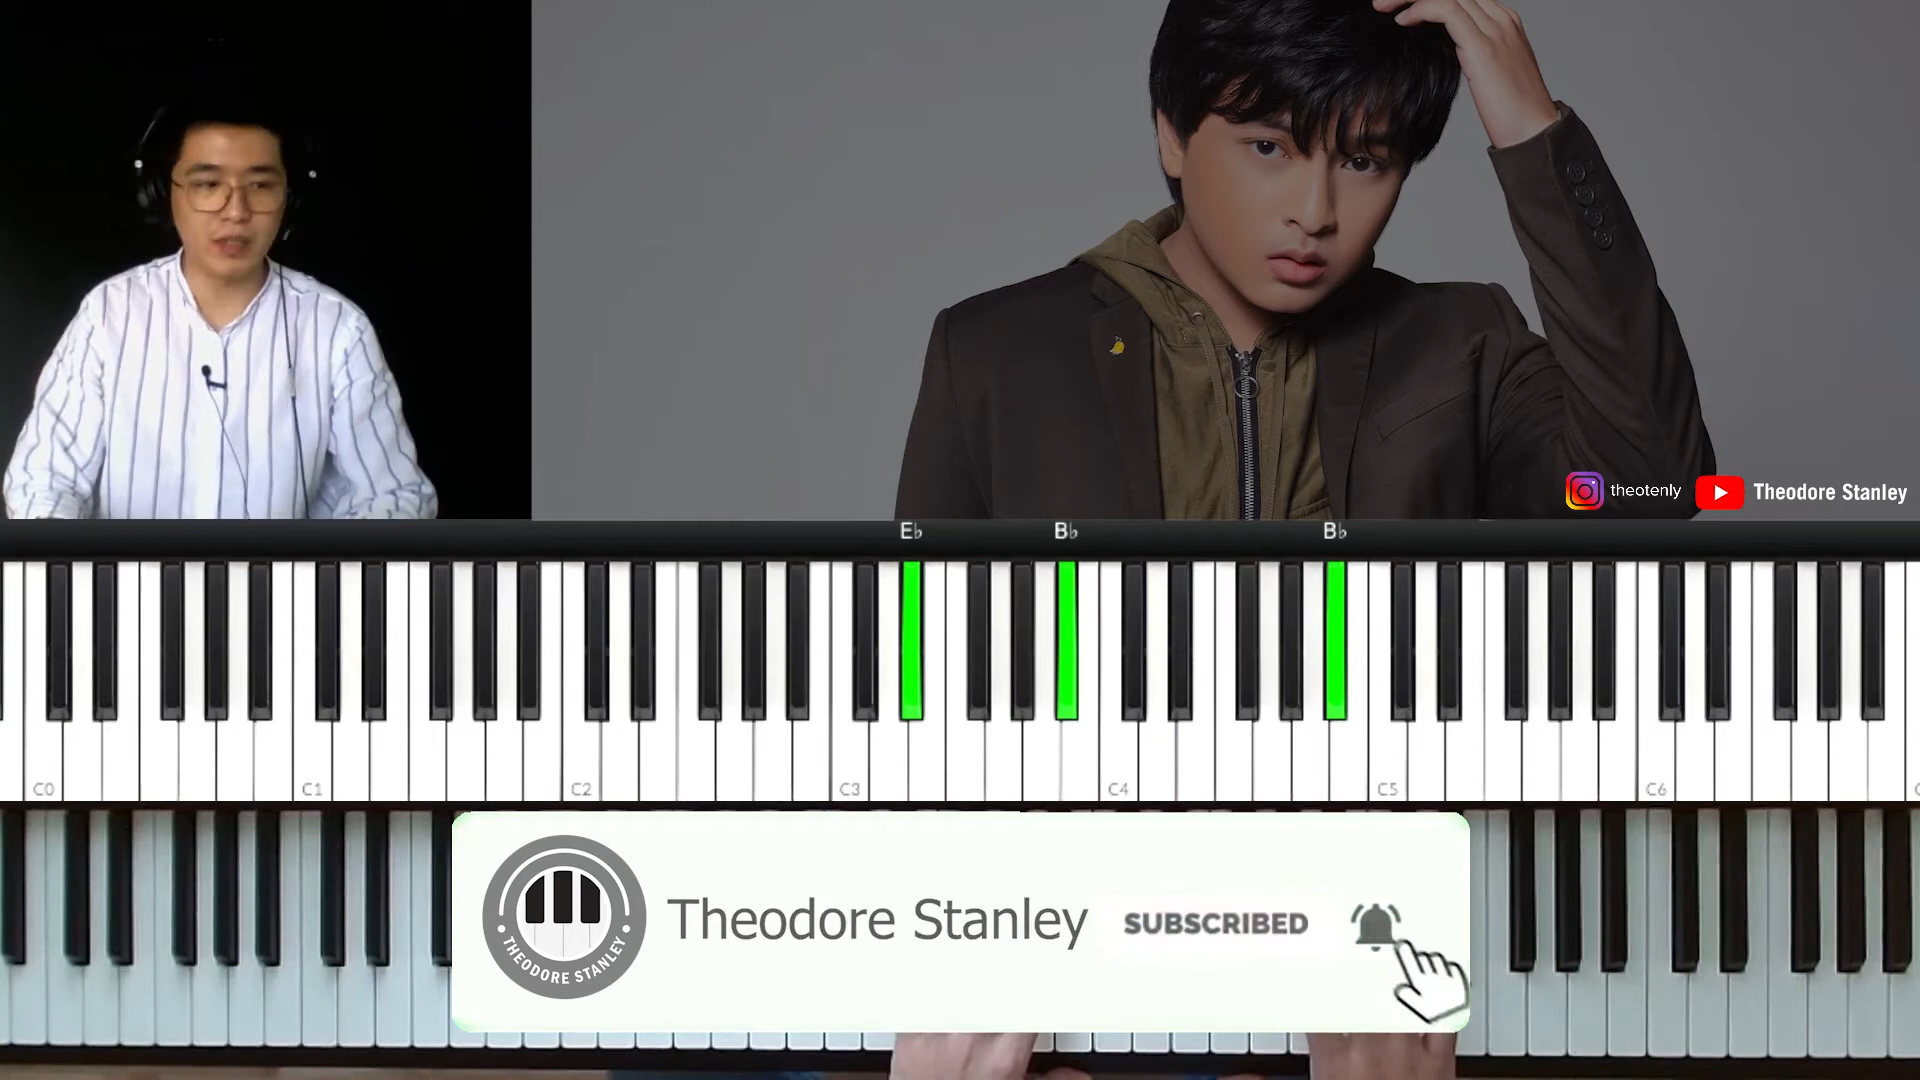 theotenly
Theodore Stanley
E♭ B♭ B♭
C0 C1 C2 C3 C4 C5 C6
THEODORE STANLEY
Theodore Stanley
SUBSCRIBED